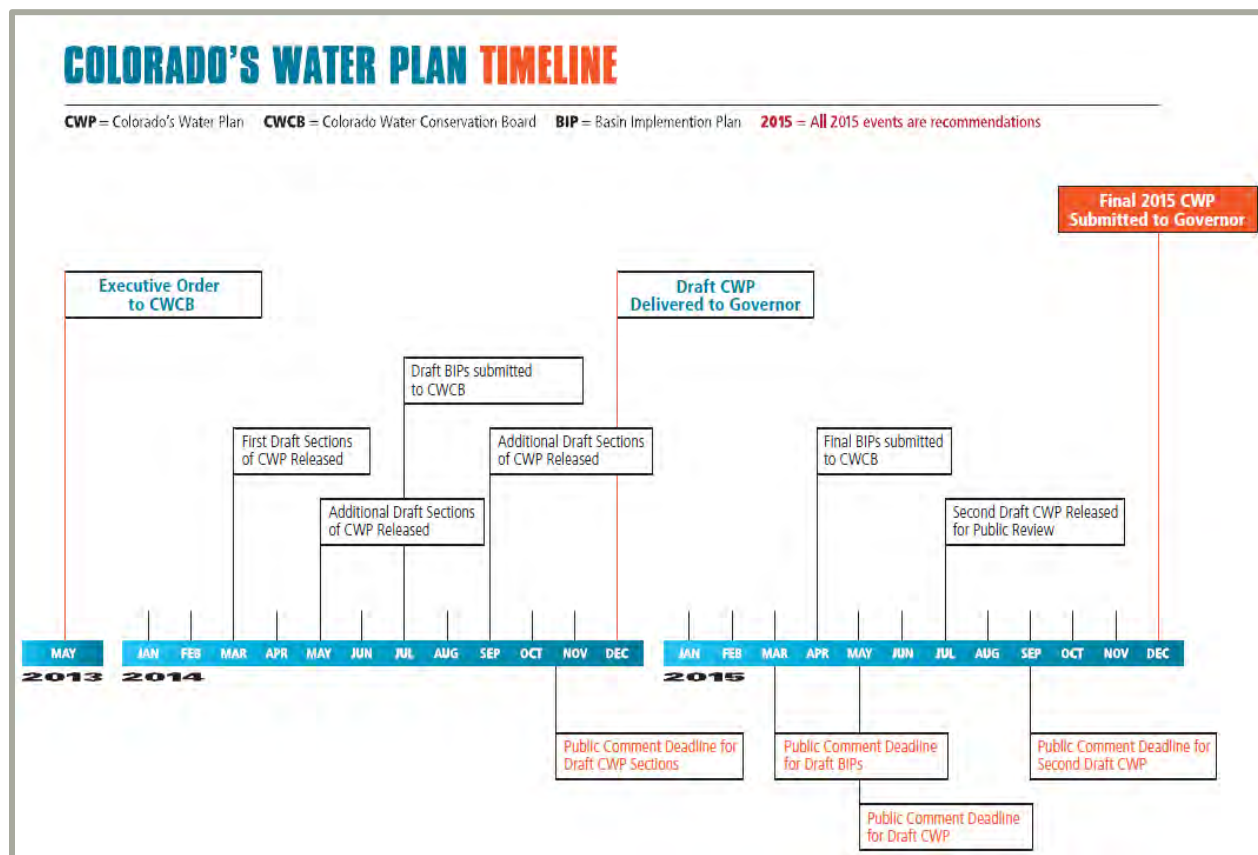 COLORADO'S WATER PLAN TIMELINE
CWP = Colorado's Water Plan CWCB = Colorado Water Conservation Board BIP = Basin Implemention Plan 2015 = All 2015 events are recommendations
Final 2015 CWP
Submitted to Governor
Executive Order
to CWCB
Draft CWP
Delivered to Governor
Draft BIPs submitted
to CWCB
First Draft Sections
of CWP Released
Additional Draft Sections
of CWP Released
Final BIPs submitted
to CWCB
Additional Draft Sections
of CWP Released
Second Draft CWP Released
for Public Review
MAY JAN FEB MAR APR MAY JUN JUL AUG SEP OCT NOV DEC JAN FEB MAR APR MAY JUN JUL AUG SEP OCT NOV DEC
2013 2014 2015
Public Comment Deadline for
Draft CWP Sections
Public Comment Deadline
for Draft BIPs
Public Comment Deadline for
Second Draft CWP
Public Comment Deadline
for Draft CWP